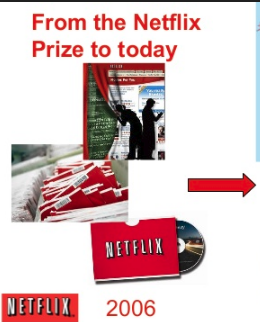 From the Netflix
Prize to today
NETFLIX
NETFLIX
2006